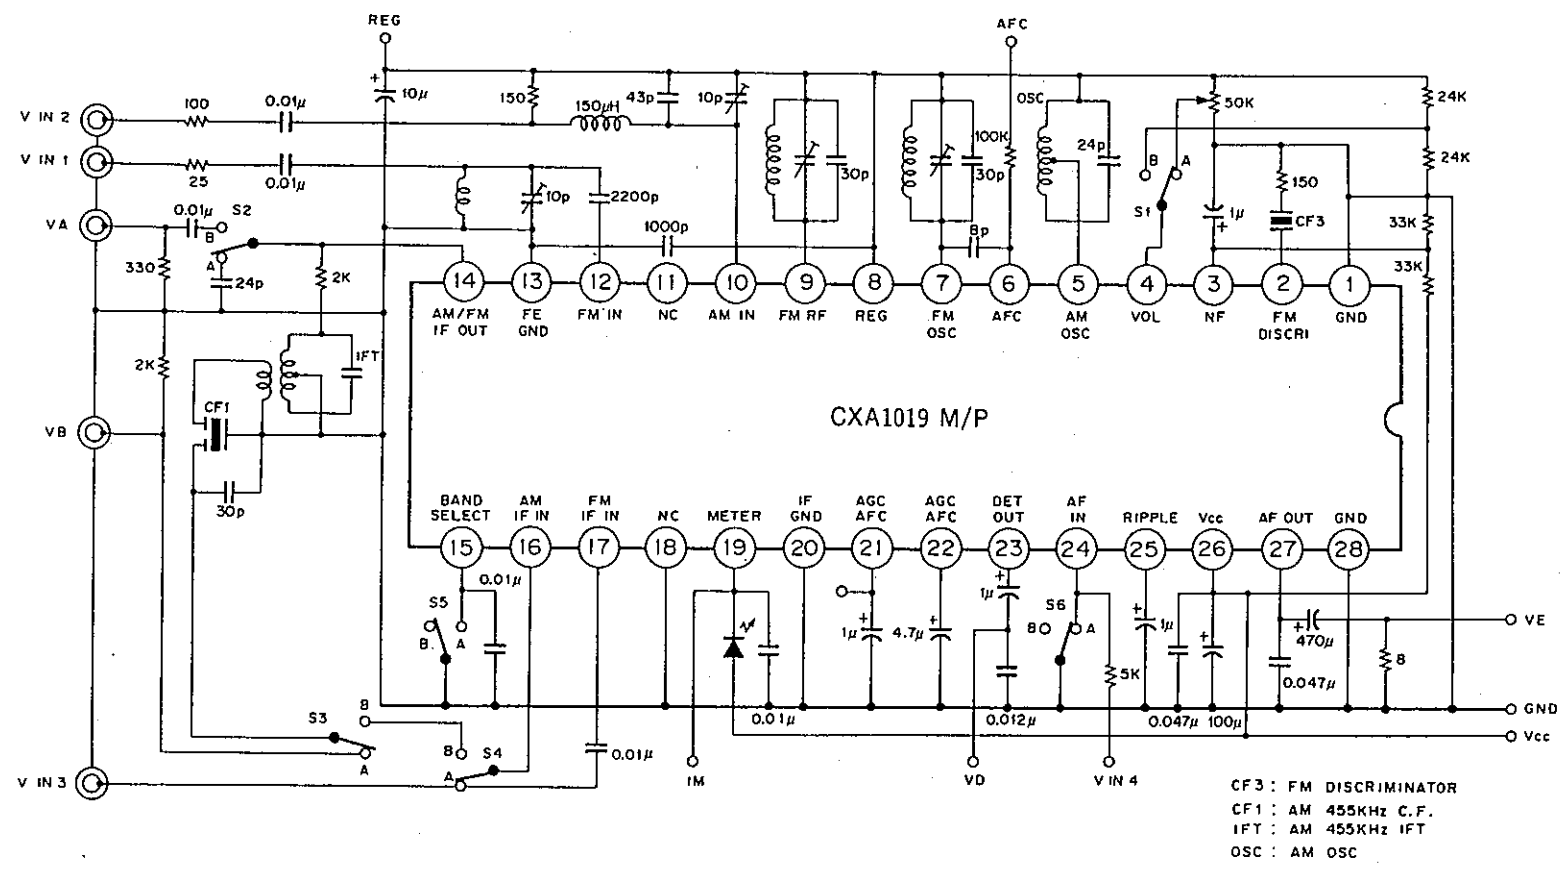 REG
AFC
10μ
V IN 2
100
0.01μ
150
150μH
43p
10p
OSC
50K
24K
V IN 1
25
0.01μ
10p
2200p
30p
100K
30p
24p
B
A
150
24K
VA
0.01μ
S2
B
A
1000p
8p
S1
1μ
CF3
33K
330
24p
2K
33K
14
13
12
11
10
9
8
7
6
5
4
3
2
1
AM/FM
IF OUT
FE
GND
FM IN
NC
AM IN
FM RF
REG
FM
OSC
AFC
AM
OSC
VOL
NF
FM
DISCRI
GND
2K
IFT
CF1
VB
30p
CXA1019 M/P
BAND
SELECT
AM
IF IN
FM
IF IN
NC
METER
IF
GND
AGC
AFC
AGC
AFC
DET
OUT
AF
IN
RIPPLE
Vcc
AF OUT
GND
15
16
17
18
19
20
21
22
23
24
25
26
27
28
0.01μ
S5
B.
A
1μ
4.7μ
1μ
S6
B
A
1μ
470μ
VE
8
5K
0.047μ
0.01μ
0.012μ
0.047μ
100μ
GND
Vcc
S3
B
A
B
S4
A
0.01μ
V IN 3
IM
VD
V IN 4
CF3 : FM DISCRIMINATOR
CF1 : AM 455KHz C.F.
IFT : AM 455KHz IFT
OSC : AM OSC